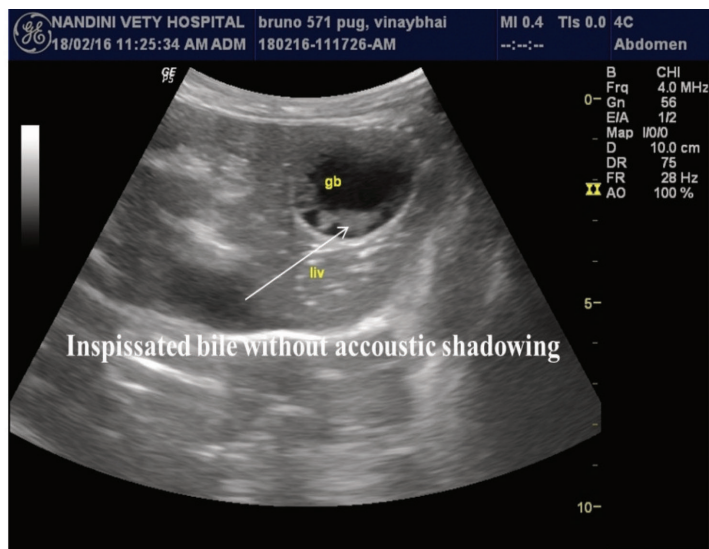 NANDINI VETY HOSPITAL
18/02/16 11:25:34 AM ADM
bruno 571 pug, vinaybhai
180216-111726-AM
MI 0.4 TIs 0.0
--:--:--
4C
Abdomen
B CHI
Frq 4.0 MHz
Gn 56
E/A 1/2
Map I/0/0
D 10.0 cm
DR 75
FR 28 Hz
AO 100 %
0
5
10
gb
liv
Inspissated bile without accoustic shadowing